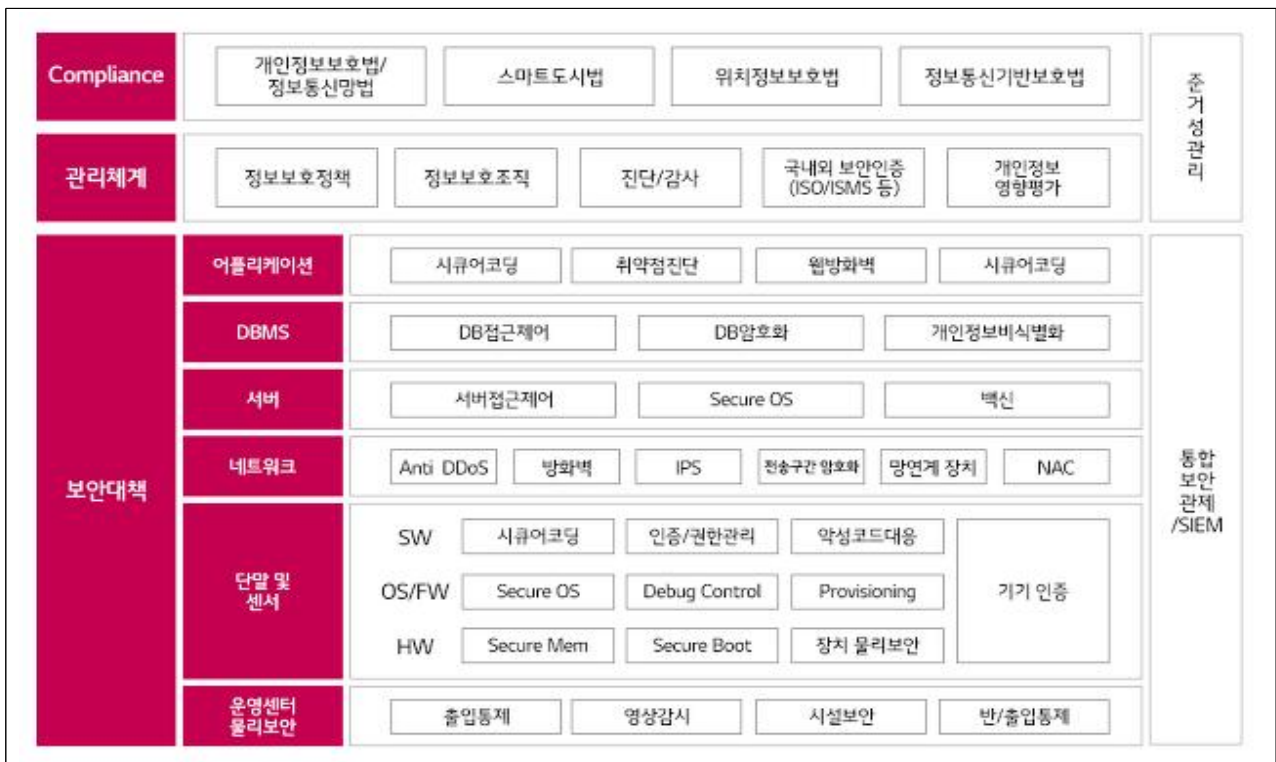 Compliance
개인정보보호법/
정보통신망법
스마트도시법
위치정보보호법
정보통신기반보호법
준
거
성
관
리
관리체계
정보보호정책
정보보호조직
진단/감사
국내외 보안인증
(ISO/ISMS 등)
개인정보
영향평가
보안대책
어플리케이션
시큐어코딩
취약점진단
웹방화벽
시큐어코딩
DBMS
DB접근제어
DB암호화
개인정보비식별화
서버
서버접근제어
Secure OS
백신
네트워크
Anti DDoS
방화벽
IPS
전송구간 암호화
망연계 장치
NAC
통합
보안
관제
/SIEM
단말 및
센서
SW
시큐어코딩
인증/권한관리
악성코드대응
OS/FW
Secure OS
Debug Control
Provisioning
기기 인증
HW
Secure Mem
Secure Boot
장치 물리보안
운영센터
물리보안
출입통제
영상감시
시설보안
반/출입통제